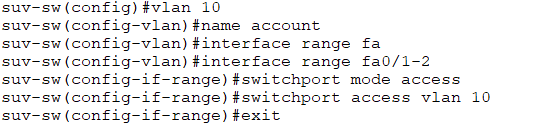 suv-sw(config)#vlan 10
suv-sw(config-vlan)#name account
suv-sw(config-vlan)#interface range fa
suv-sw(config-vlan)#interface range fa0/1-2
suv-sw(config-if-range)#switchport mode access
suv-sw(config-if-range)#switchport access vlan 10
suv-sw(config-if-range)#exit